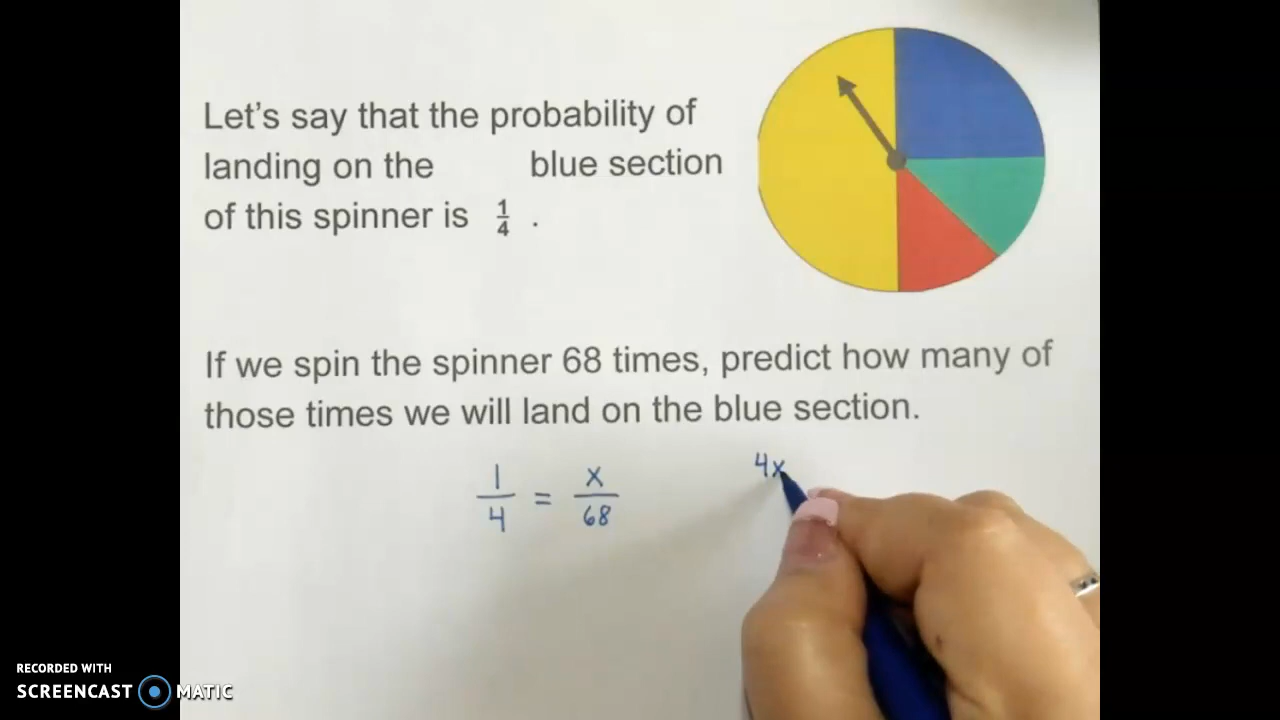 Let's say that the probability of
landing on the blue section
of this spinner is 1/4 .
If we spin the spinner 68 times, predict how many of
those times we will land on the blue section.
1/4 = x/68
4x
RECORDED WITH
SCREENCAST MATIC